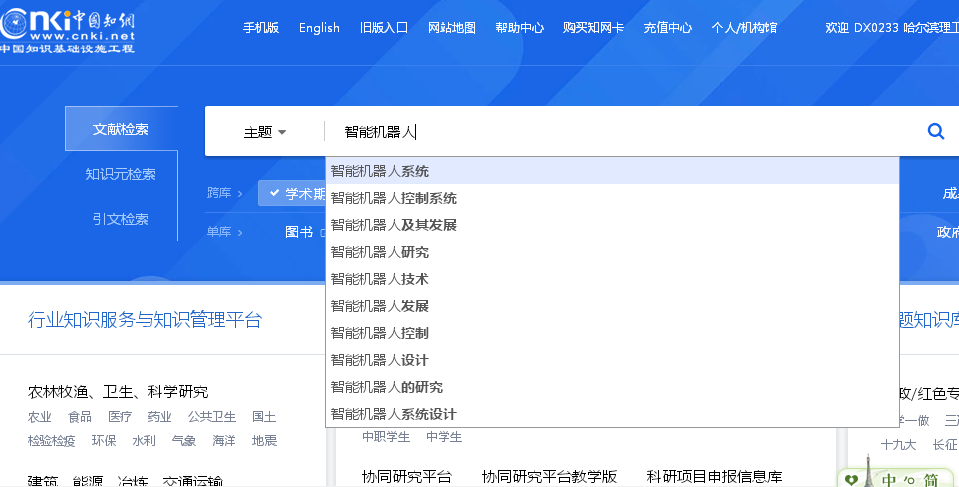 cnki 中国知网
www.cnki.net
中国知识基础设施工程
手机版 English 旧版入口 网站地图 帮助中心 购买知网卡 充值中心 个人/机构馆 欢迎 DX0233 哈尔滨理工
文献检索
知识元检索
引文检索
主题 智能机器人
智能机器人系统
智能机器人控制系统
智能机器人及其发展
智能机器人研究
智能机器人技术
智能机器人发展
智能机器人控制
智能机器人设计
智能机器人的研究
智能机器人系统设计
跨库 学术期
单库 图书 政府
行业知识服务与知识管理平台 题知识库
农林牧渔、卫生、科学研究 政/红色专
农业 食品 医疗 药业 公共卫生 国土 学一做
检验检疫 环保 水利 气象 海洋 地震 中职学生 中学生 十九大 长征
建筑、能源、冶炼、交通运输 协同研究平台 协同研究平台教学版 科研项目申报信息库
中 简